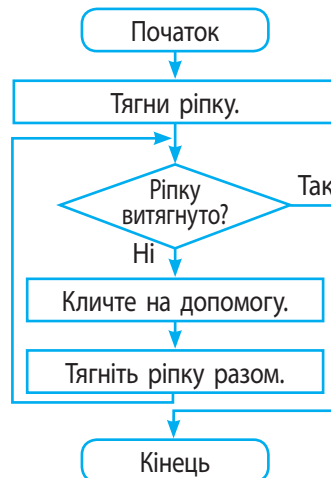 Початок
Тягни ріпку.
Ріпку
витягнуто?
Так
Ні
Кличте на допомогу.
Тягніть ріпку разом.
Кінець